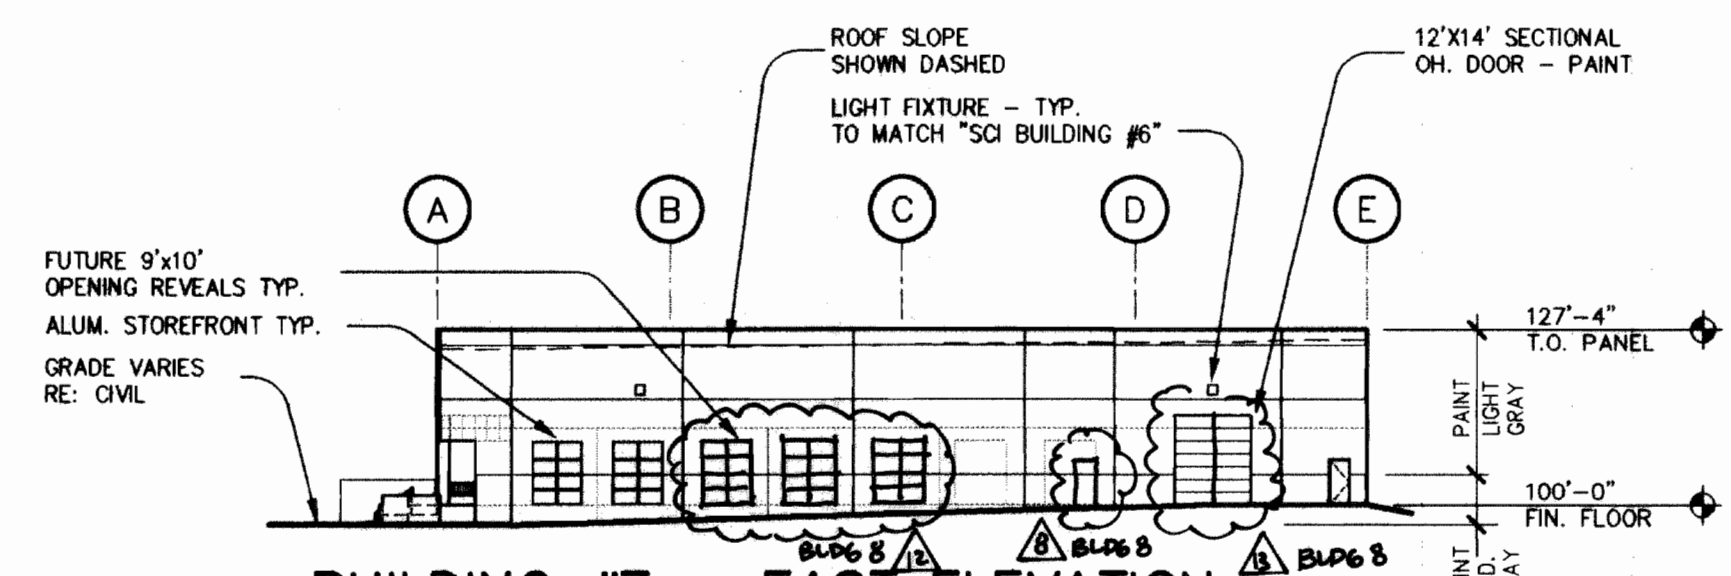 ROOF SLOPE
SHOWN DASHED
12'X14' SECTIONAL
OH. DOOR - PAINT
LIGHT FIXTURE - TYP.
TO MATCH "SCI BUILDING #6"
A
B
C
D
E
FUTURE 9'x10'
OPENING REVEALS TYP.
ALUM. STOREFRONT TYP.
GRADE VARIES
RE: CIVIL
127'-4"
T.O. PANEL
PAINT
LIGHT
GRAY
100'-0"
FIN. FLOOR
BLDG 8 12
8 BLDG 8
13 BLDG 8
EAST ELEVATION